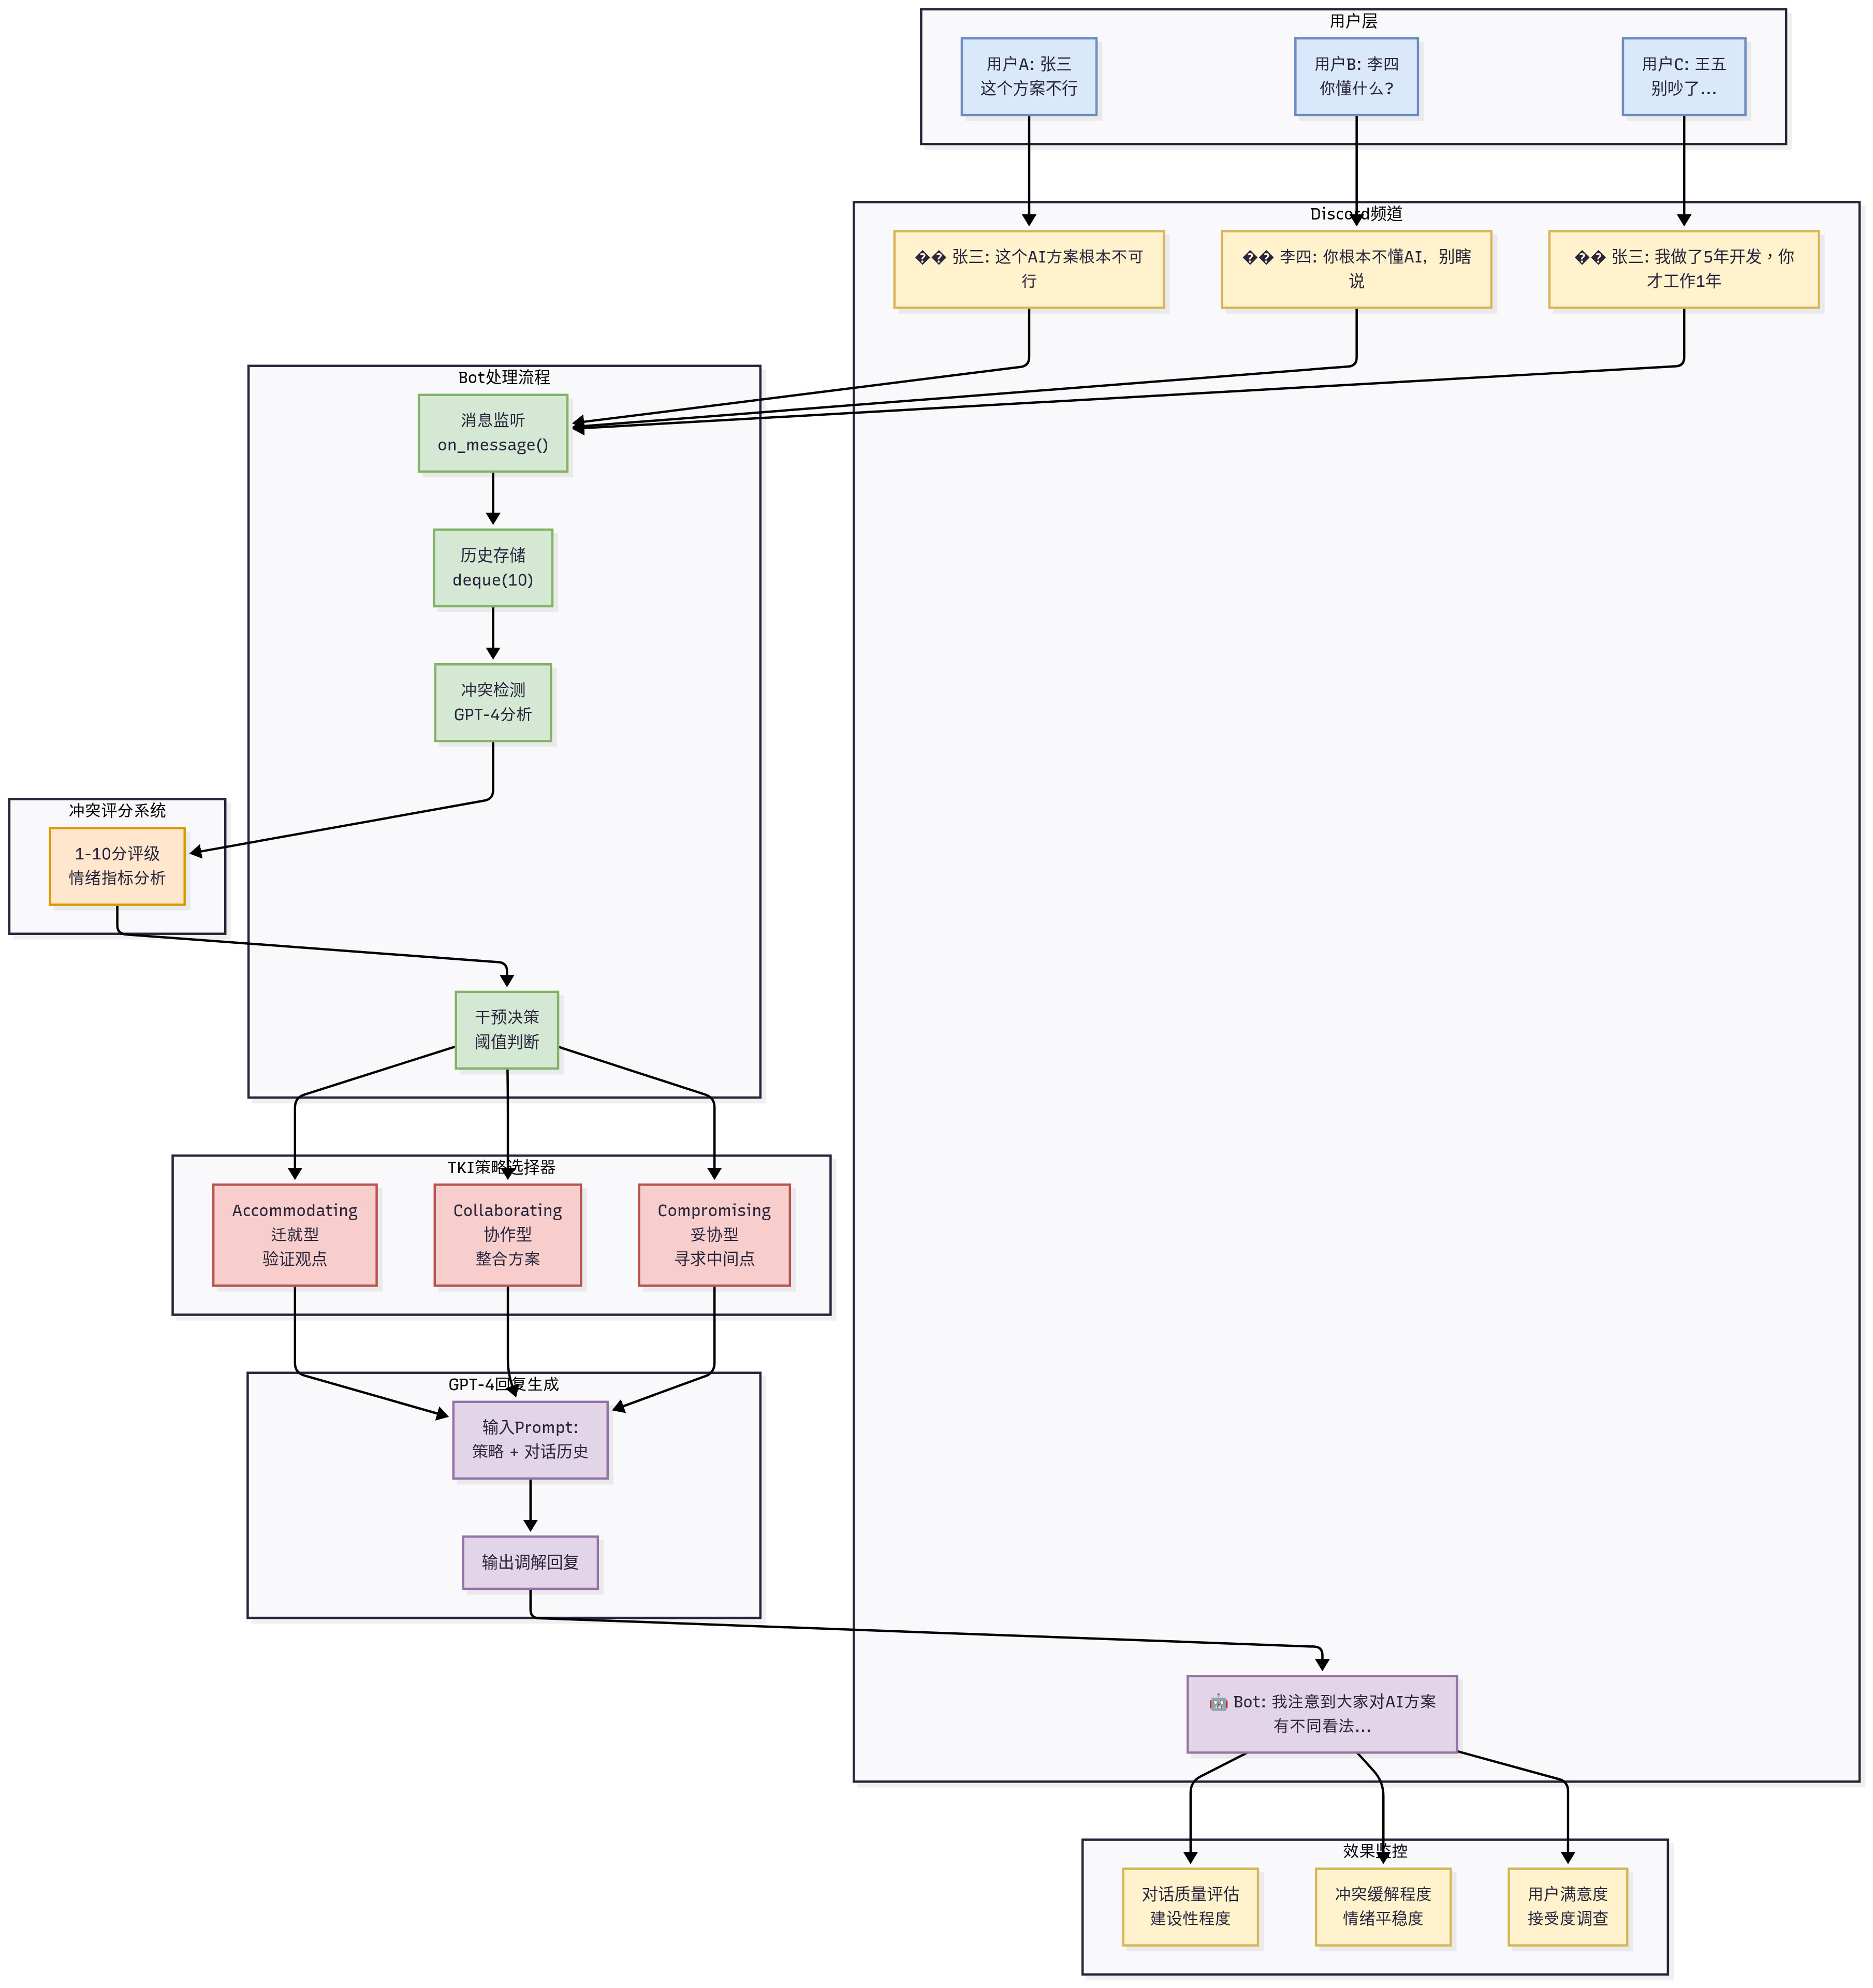 用户层
用户A: 张三
这个方案不行
用户B: 李四
你懂什么?
用户C: 王五
别吵了...
Discord频道
�� 张三: 这个AI方案根本不可
行
�� 李四: 你根本不懂AI，别瞎
说
�� 张三: 我做了5年开发，你
才工作1年
Bot处理流程
消息监听
on_message()
历史存储
deque(10)
冲突检测
GPT-4分析
冲突评分系统
1-10分评级
情绪指标分析
干预决策
阈值判断
TKI策略选择器
Accommodating
迁就型
验证观点
Collaborating
协作型
整合方案
Compromising
妥协型
寻求中间点
GPT-4回复生成
输入Prompt:
策略 + 对话历史
输出调解回复
🤖 Bot: 我注意到大家对AI方案
有不同看法...
效果监控
对话质量评估
建设性程度
冲突缓解程度
情绪平稳度
用户满意度
接受度调查